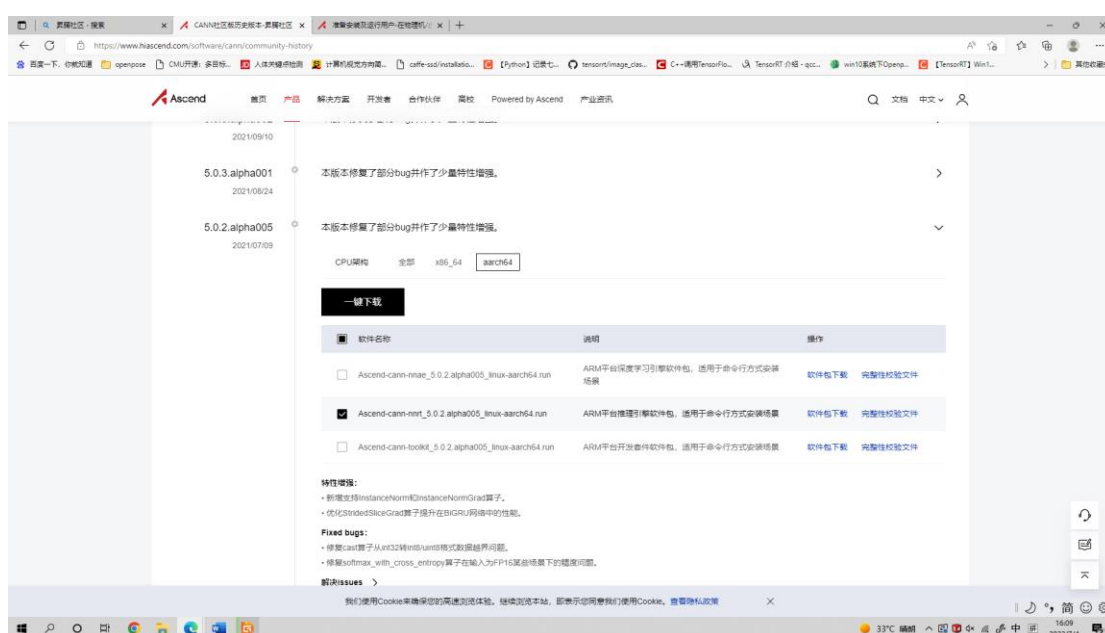 昇腾社区 - 搜索
CANN社区版历史版本-昇腾社区
准备安装及运行用户-在物理机/
https://www.hiascend.com/software/cann/community-history
百度一下，你就知道
openpose
CMU开源：多目标...
人体关键点检测
计算机视觉方向简...
caffe-ssd/installatio...
【Python】记录七...
tensorrt/image_clas...
C++调用TensorFlo...
TensorRT 介绍 - qcc...
win10系统下Openp...
【TensorRT】Win1...
其他收藏
Ascend
首页
产品
解决方案
开发者
合作伙伴
高校
Powered by Ascend
产业资讯
文档
中文
2021/09/10
5.0.3.alpha001
本版本修复了部分bug并作了少量特性增强。
2021/08/24
5.0.2.alpha005
本版本修复了部分bug并作了少量特性增强。
2021/07/09
CPU架构
全部
x86_64
aarch64
一键下载
软件名称
说明
操作
Ascend-cann-nnae_5.0.2.alpha005_linux-aarch64.run
ARM平台深度学习引擎软件包，适用于命令行方式安装
场景
软件包下载
完整性校验文件
Ascend-cann-nnrt_5.0.2.alpha005_linux-aarch64.run
ARM平台推理引擎软件包，适用于命令行方式安装场景
软件包下载
完整性校验文件
Ascend-cann-toolkit_5.0.2.alpha005_linux-aarch64.run
ARM平台开发套件软件包，适用于命令行方式安装场景
软件包下载
完整性校验文件
特性增强：
• 新增支持InstanceNorm和InstanceNormGrad算子。
• 优化StridedSliceGrad算子提升在BiGRU网络中的性能。
Fixed bugs：
• 修复cast算子从int32转int8/uint8格式数据越界问题。
• 修复softmax_with_cross_entropy算子在输入为FP16某些场景下的精度问题。
解决issues
我们使用Cookie来确保您的高速浏览体验。继续浏览本站，即表示您同意我们使用Cookie。查看隐私政策
简
33°C 晴朗
中
16:09